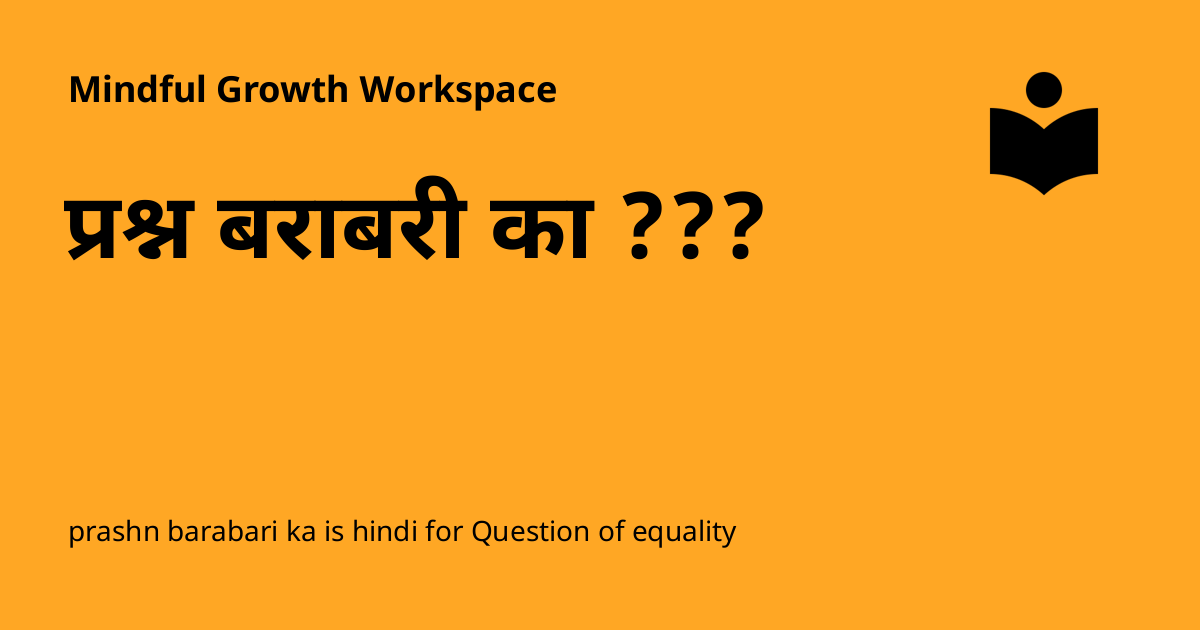 Mindful Growth Workspace
प्रश्न बराबरी का ???
prashn barabari ka is hindi for Question of equality